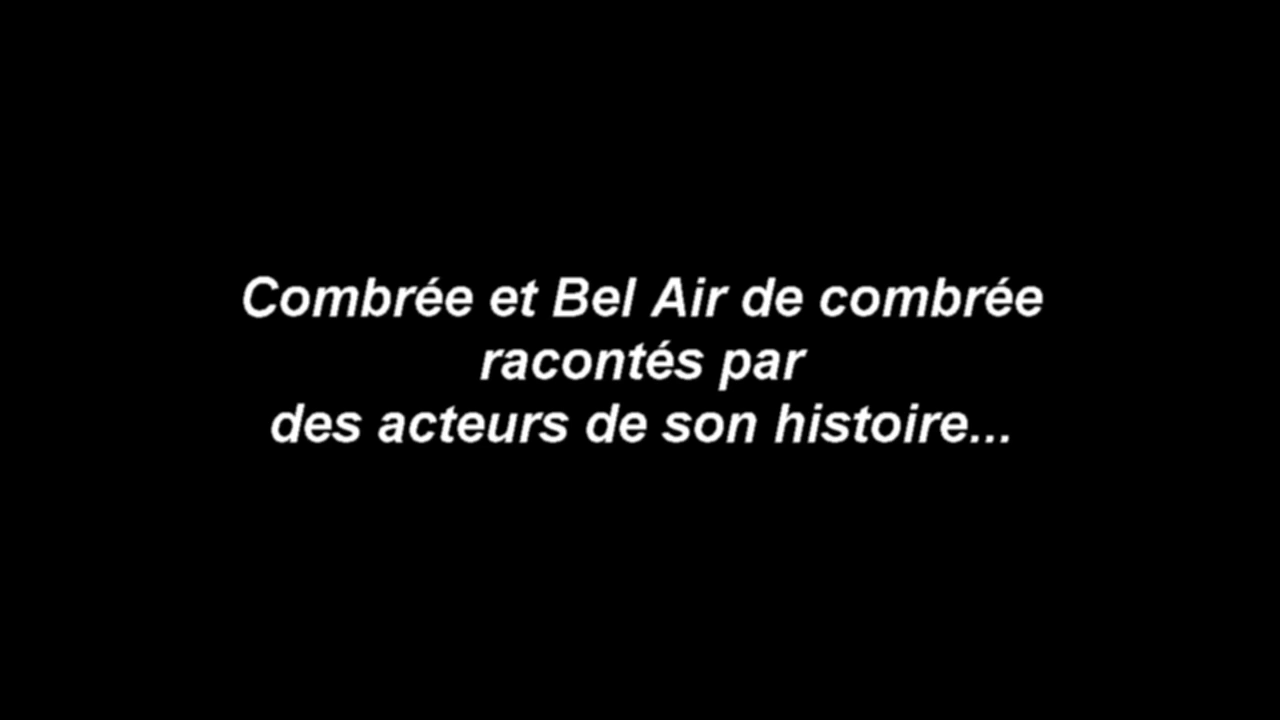 Combrée et Bel Air de combrée
racontés par
des acteurs de son histoire...